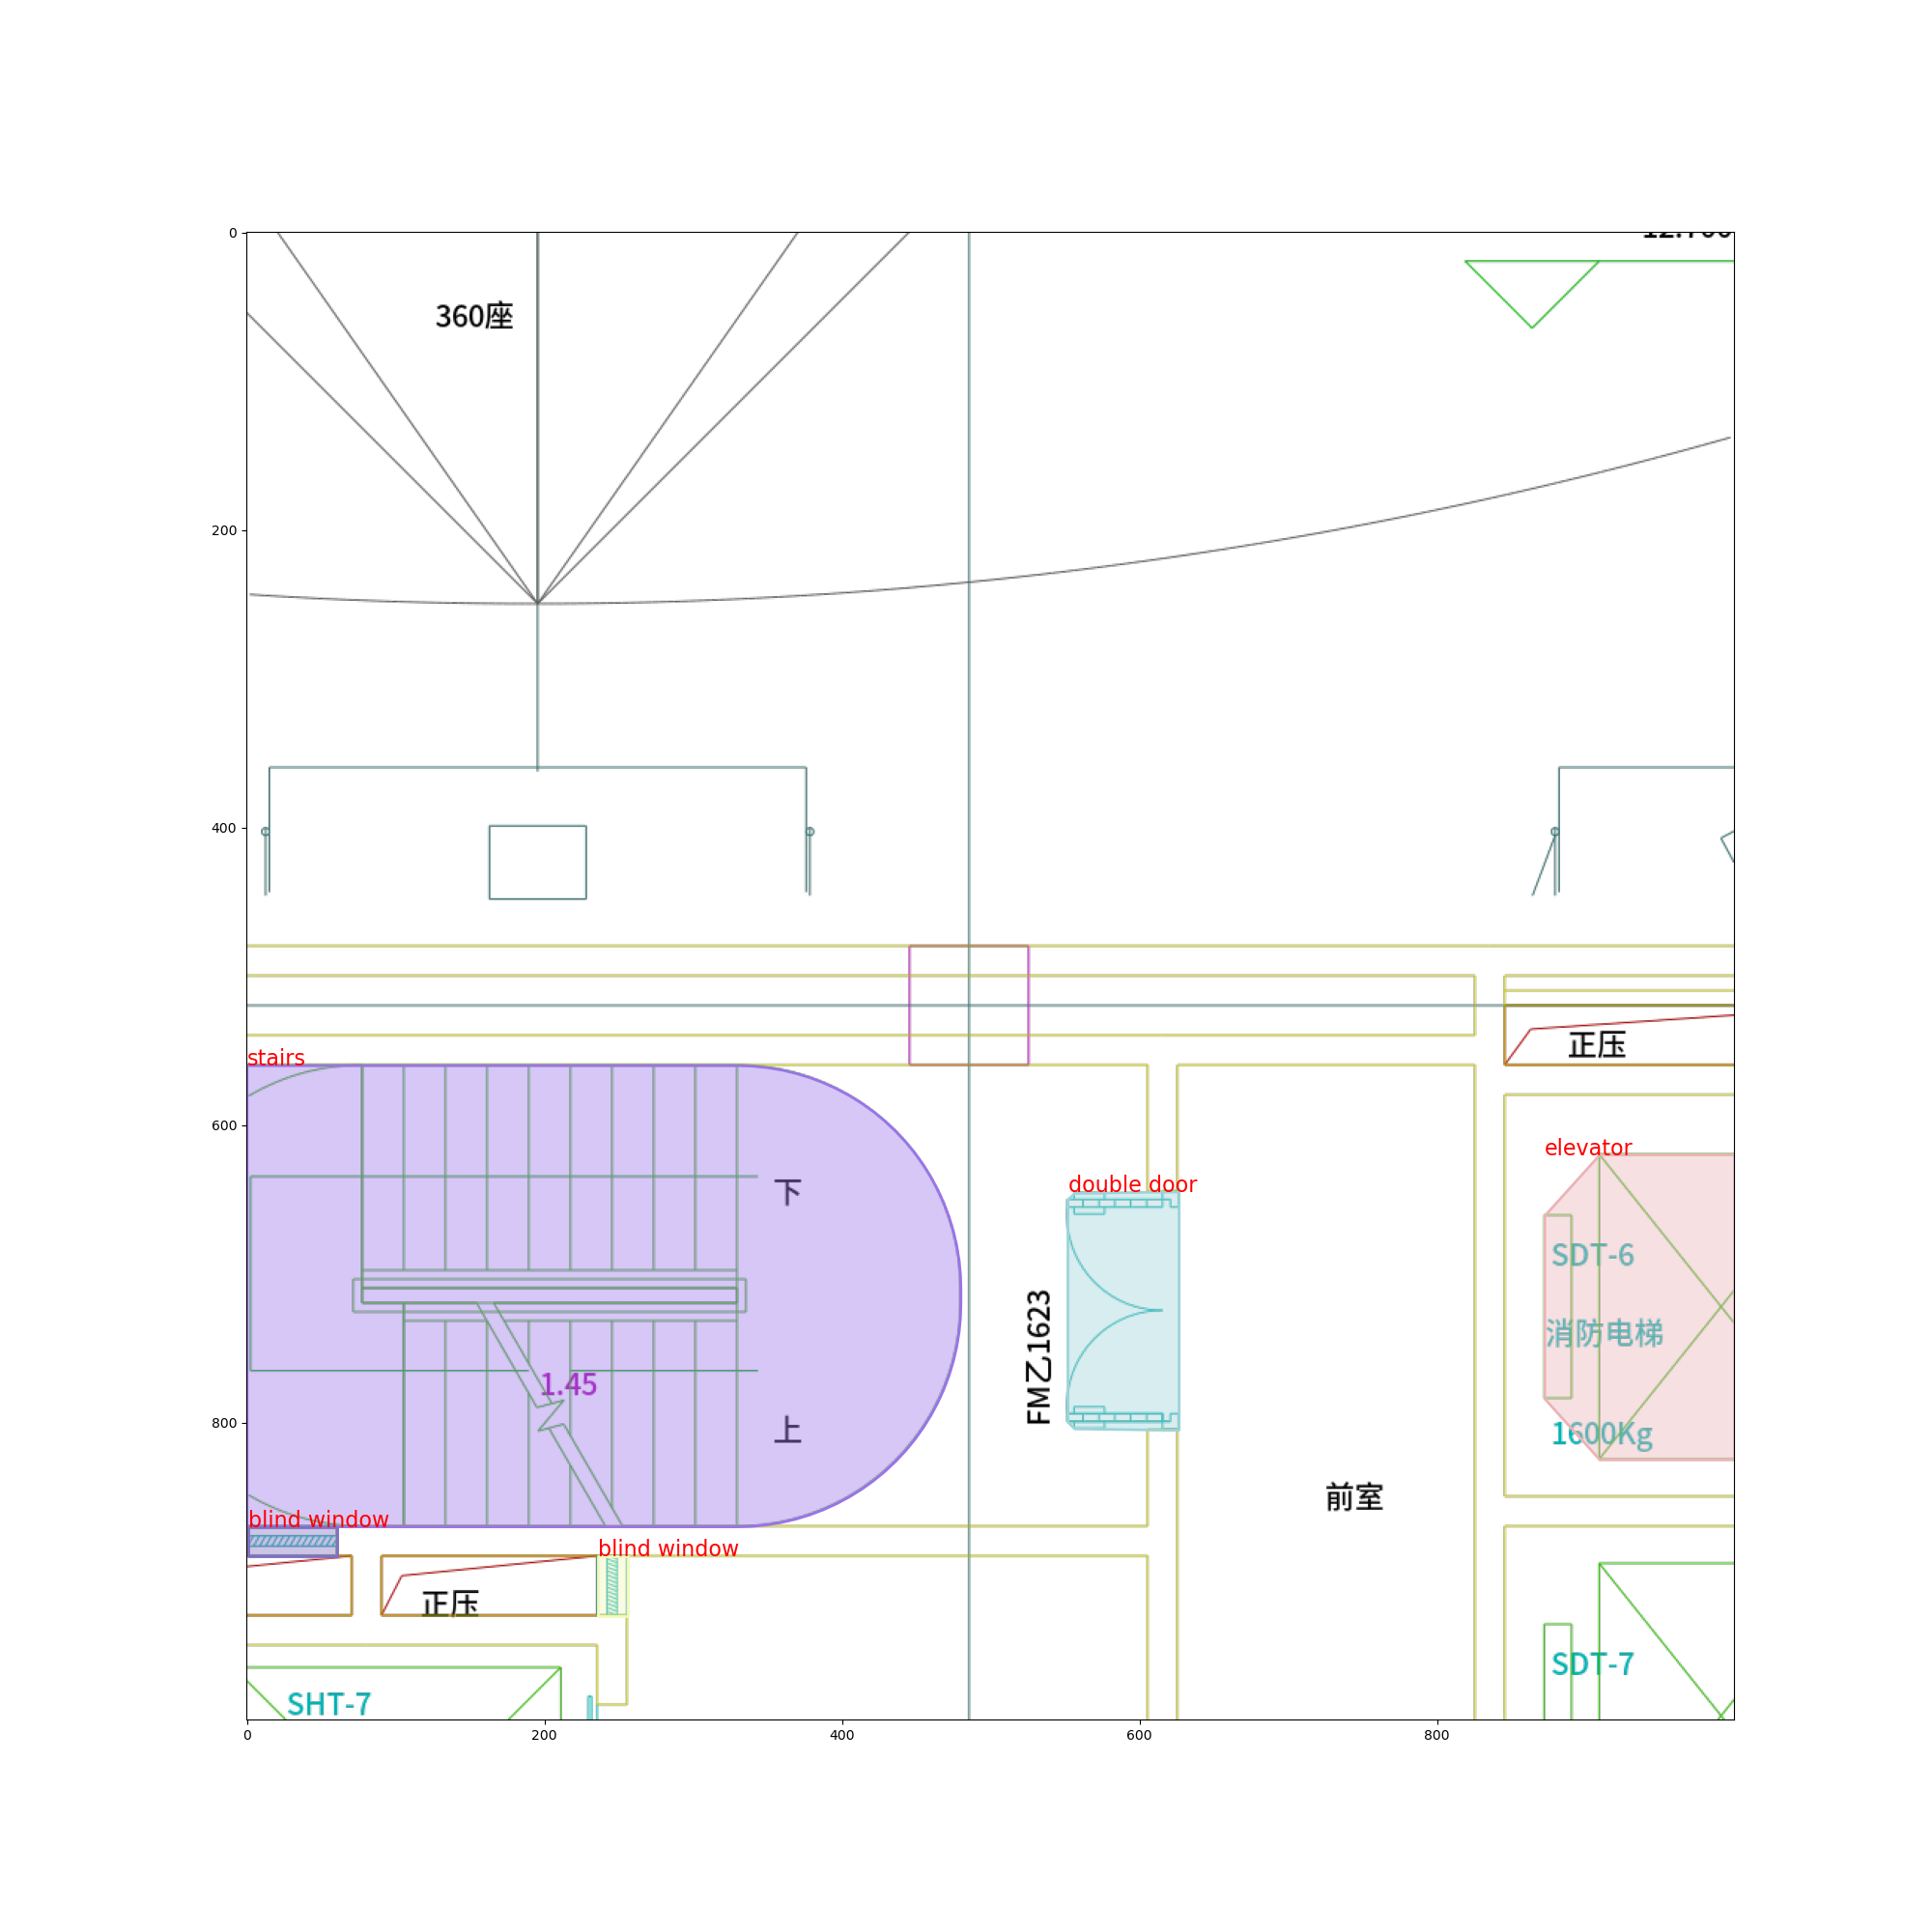 360座
正压
stairs
下
elevator
double door
SDT-6
消防电梯
1.45
FM乙1623
上
1600Kg
前室
blind window
blind window
正压
SDT-7
SHT-7
0
200
400
600
800
0
200
400
600
800